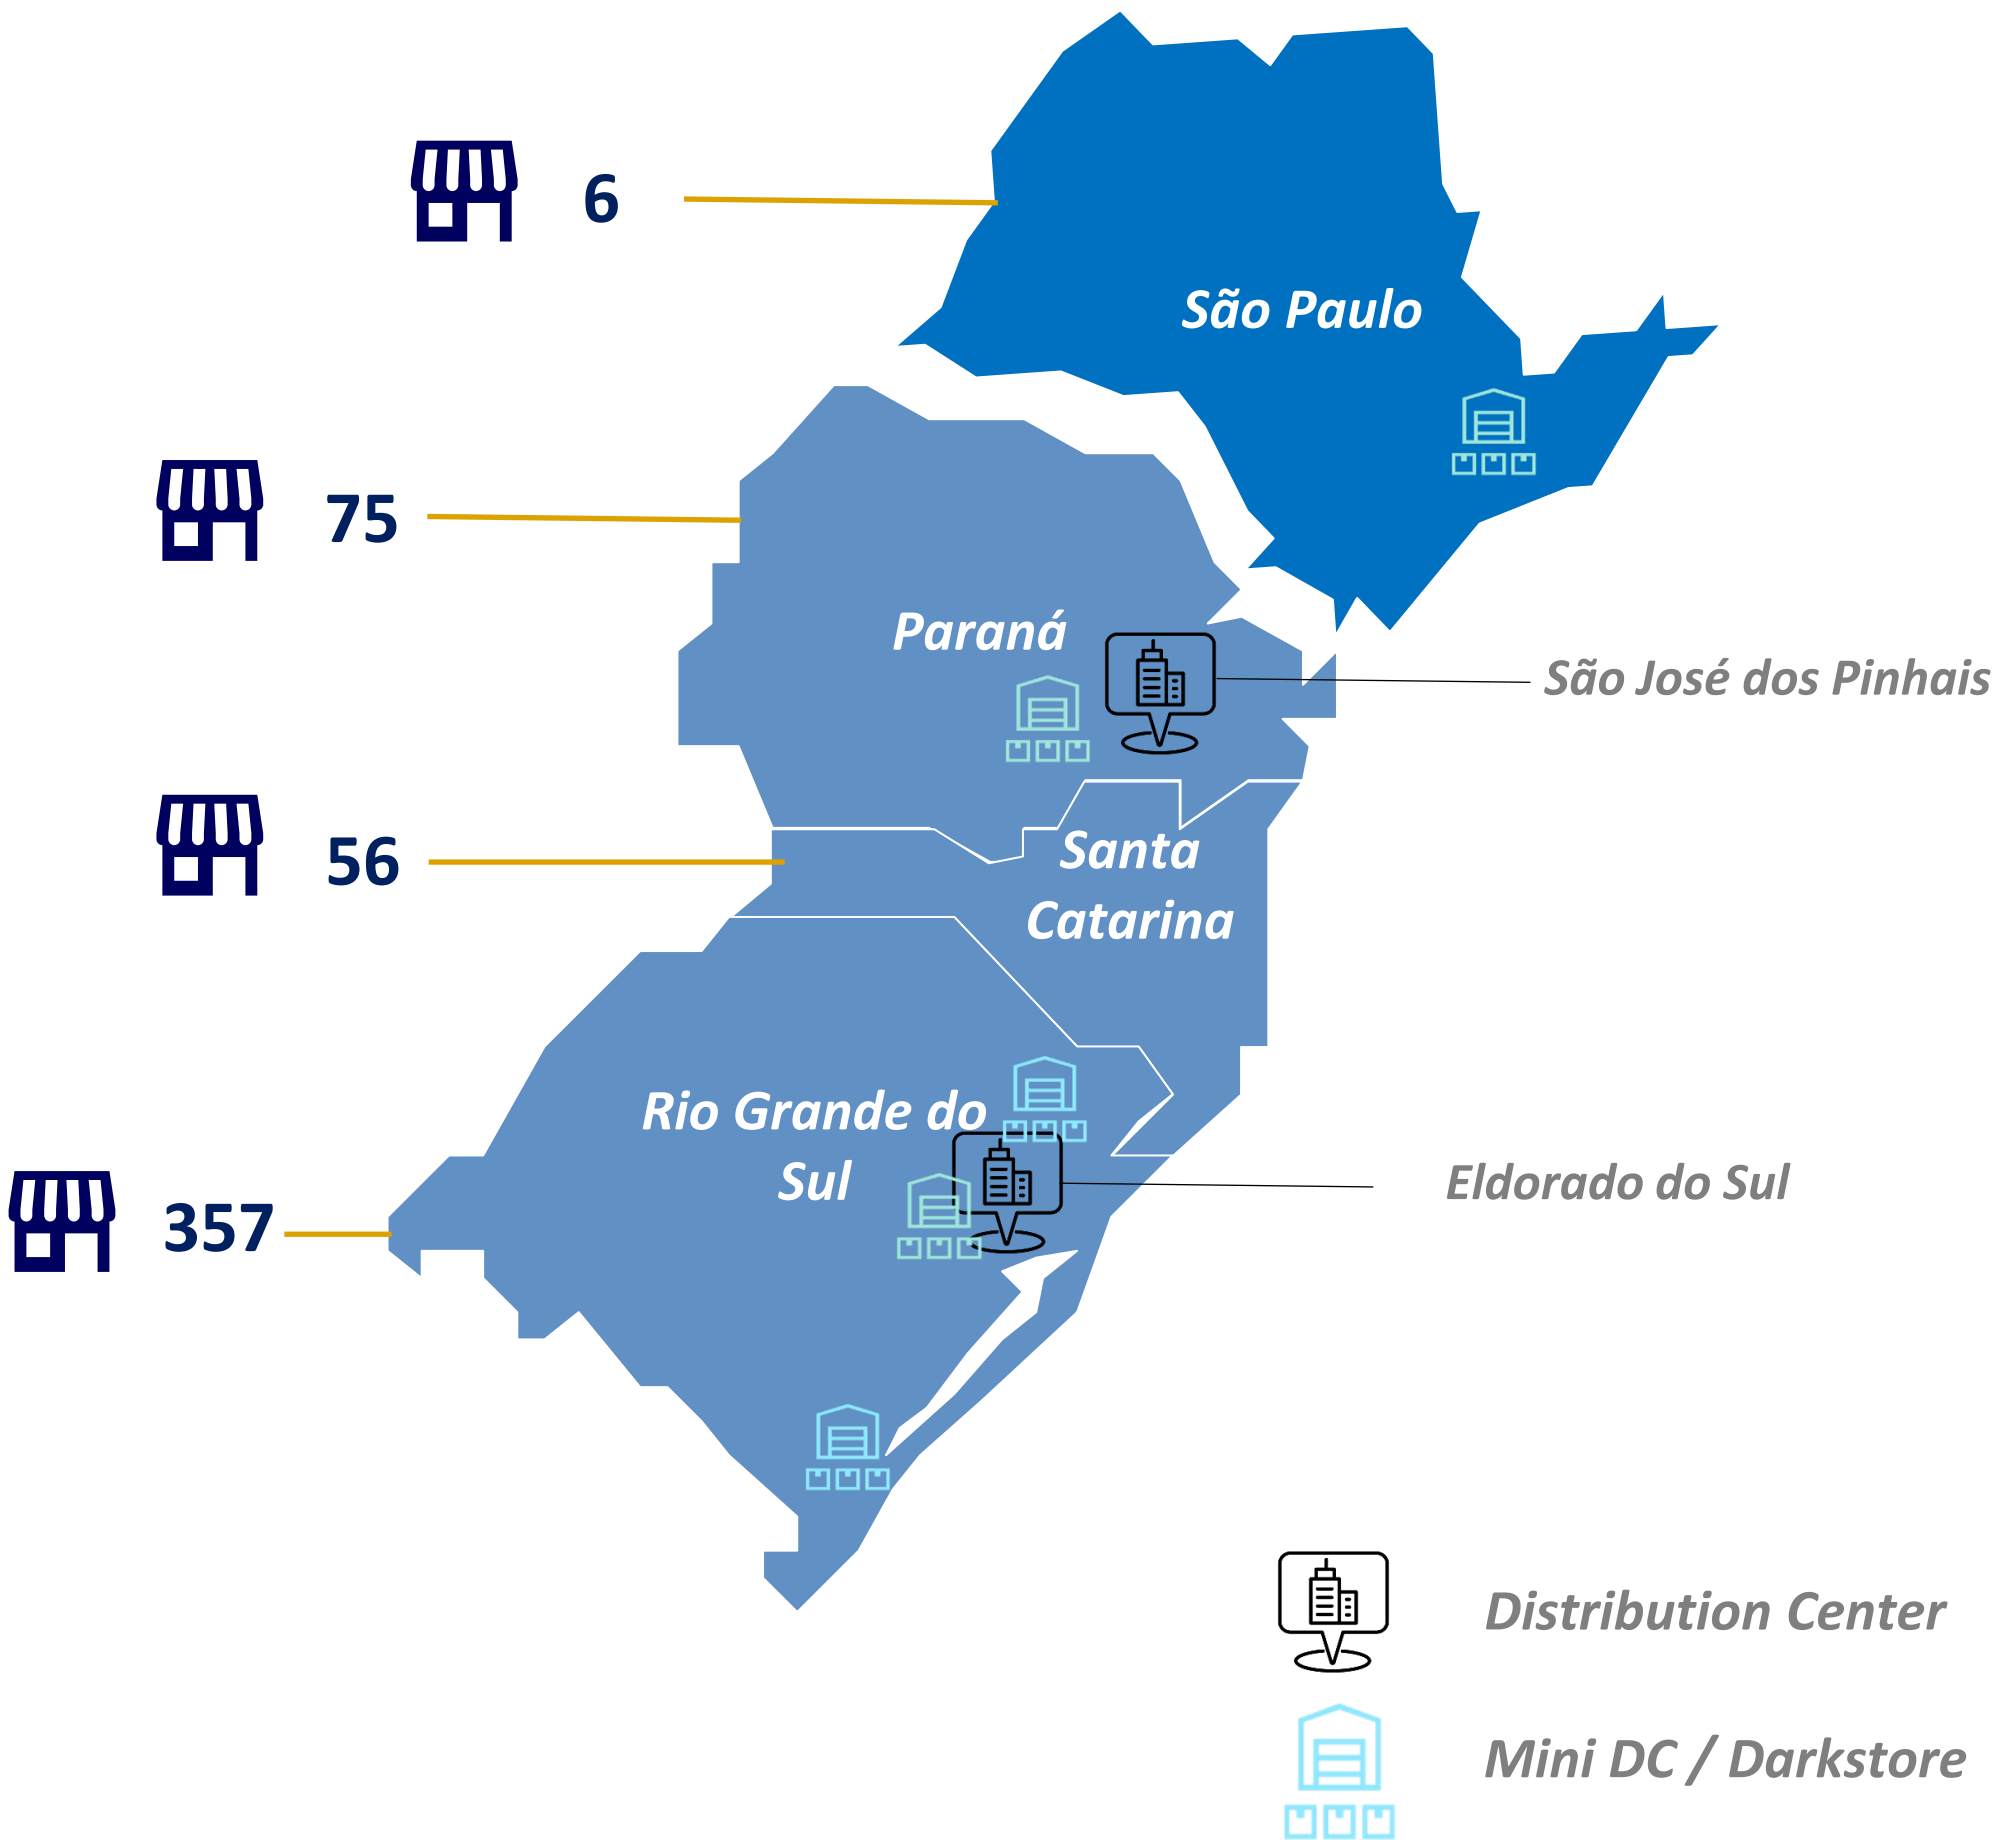 6
São Paulo
75
Paraná
São José dos Pinhais
56
Santa
Catarina
Rio Grande do
Sul
357
Eldorado do Sul
Distribution Center
Mini DC / Darkstore